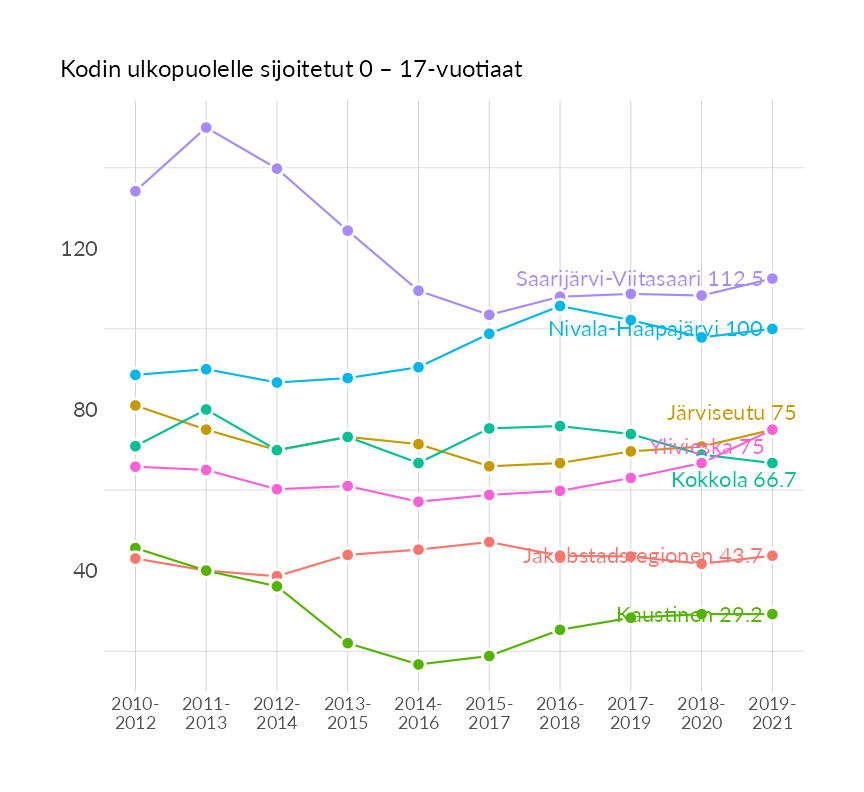 Kodin ulkopuolelle sijoitetut 0 – 17-vuotiaat
120
80
40
Saarijärvi-Viitasaari 112.5
Nivala-Haapajärvi 100
Järviseutu 75
Ylivieska 75
Kokkola 66.7
Jakobstadsregionen 43.7
Kaustinen 29.2
2010- 2011- 2012- 2013- 2014- 2015- 2016- 2017- 2018- 2019-
2012 2013 2014 2015 2016 2017 2018 2019 2020 2021